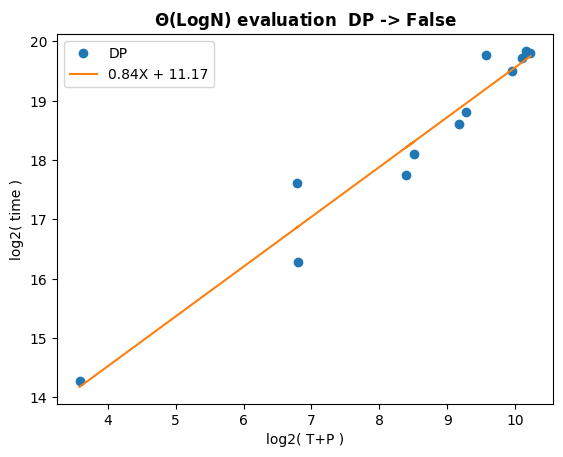 Θ(LogN) evaluation  DP -> False
DP
0.84X + 11.17
20
19
18
17
16
15
14
log2( time )
4
5
6
7
8
9
10
log2( T+P )